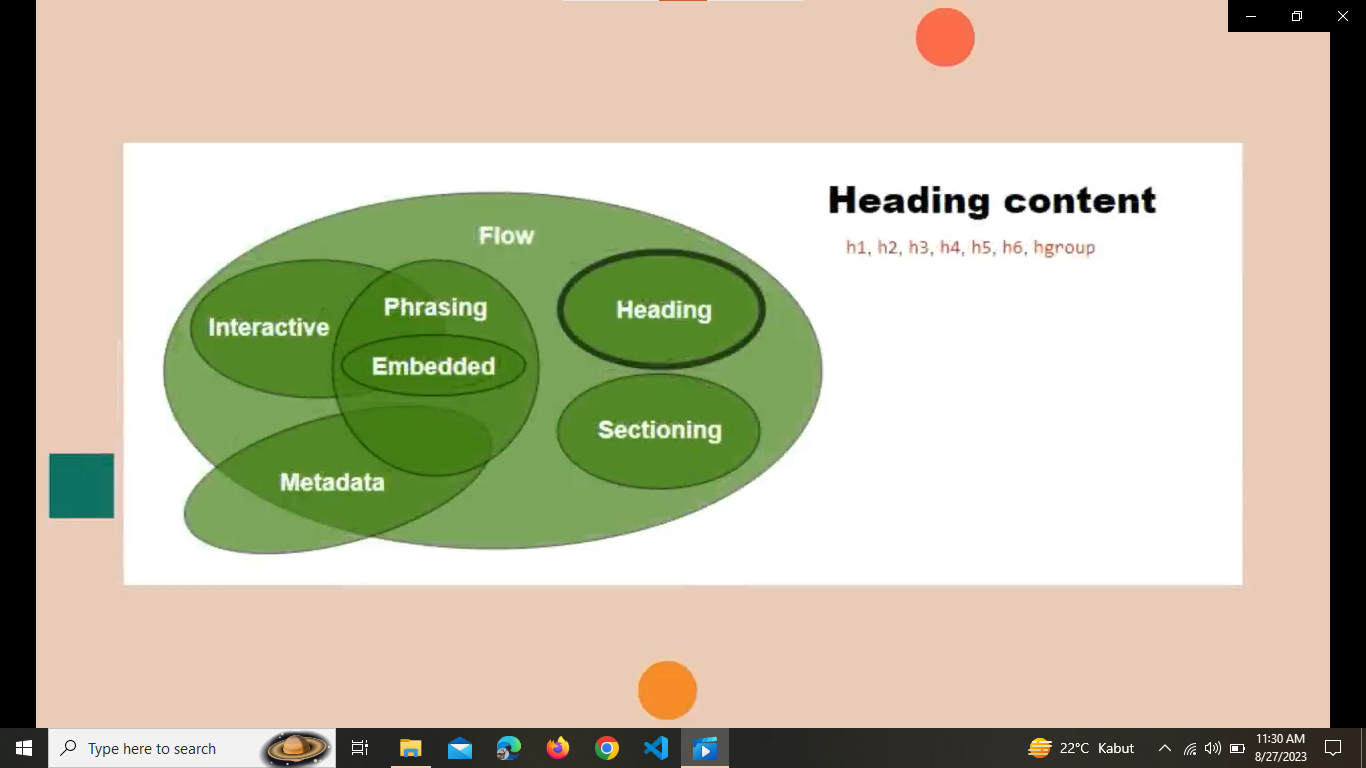 Heading content
h1, h2, h3, h4, h5, h6, hgroup
Flow
Interactive
Phrasing
Embedded
Heading
Sectioning
Metadata
Type here to search
22°C Kabut
11:30 AM
8/27/2023